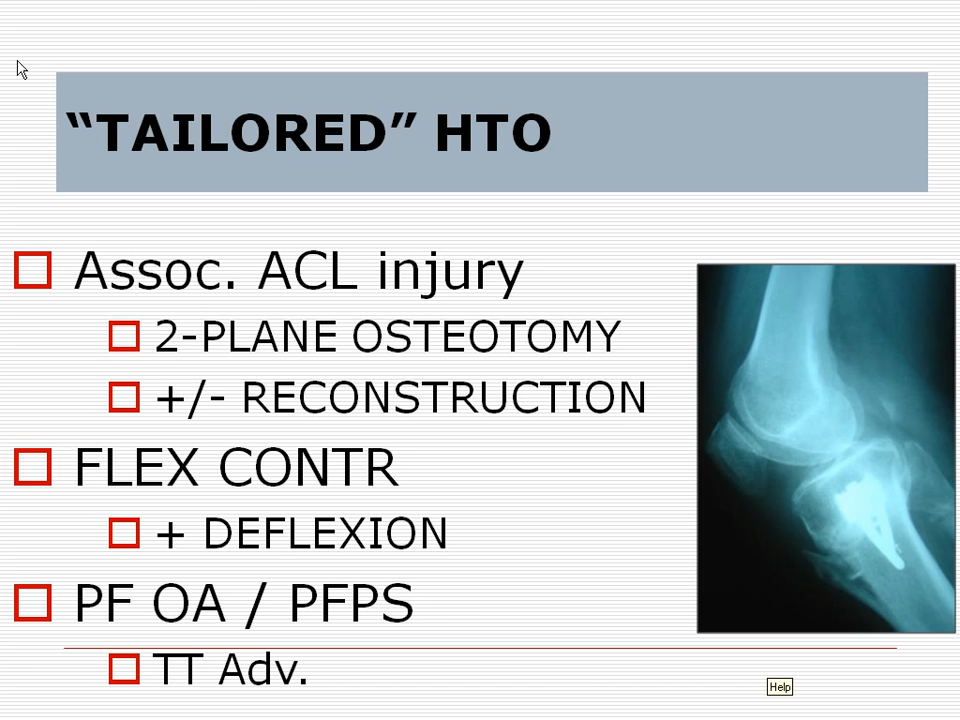 “TAILORED” HTO
Assoc. ACL injury
2-PLANE OSTEOTOMY
+/- RECONSTRUCTION
FLEX CONTR
+ DEFLEXION
PF OA / PFPS
TT Adv.
Help